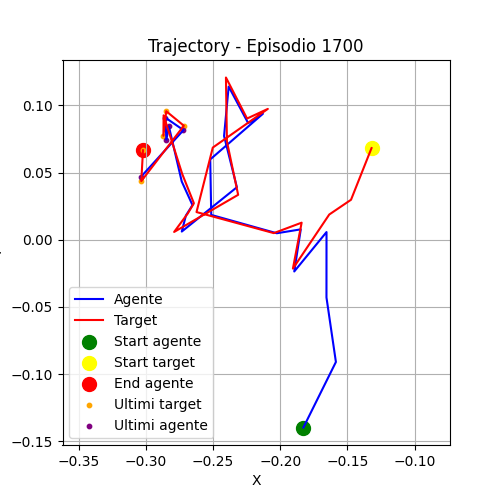 Trajectory - Episodio 1700
0.10
0.05
0.00
−0.05
−0.10
−0.15
Agente
Target
Start agente
Start target
End agente
Ultimi target
Ultimi agente
−0.35
−0.30
−0.25
−0.20
−0.15
−0.10
X